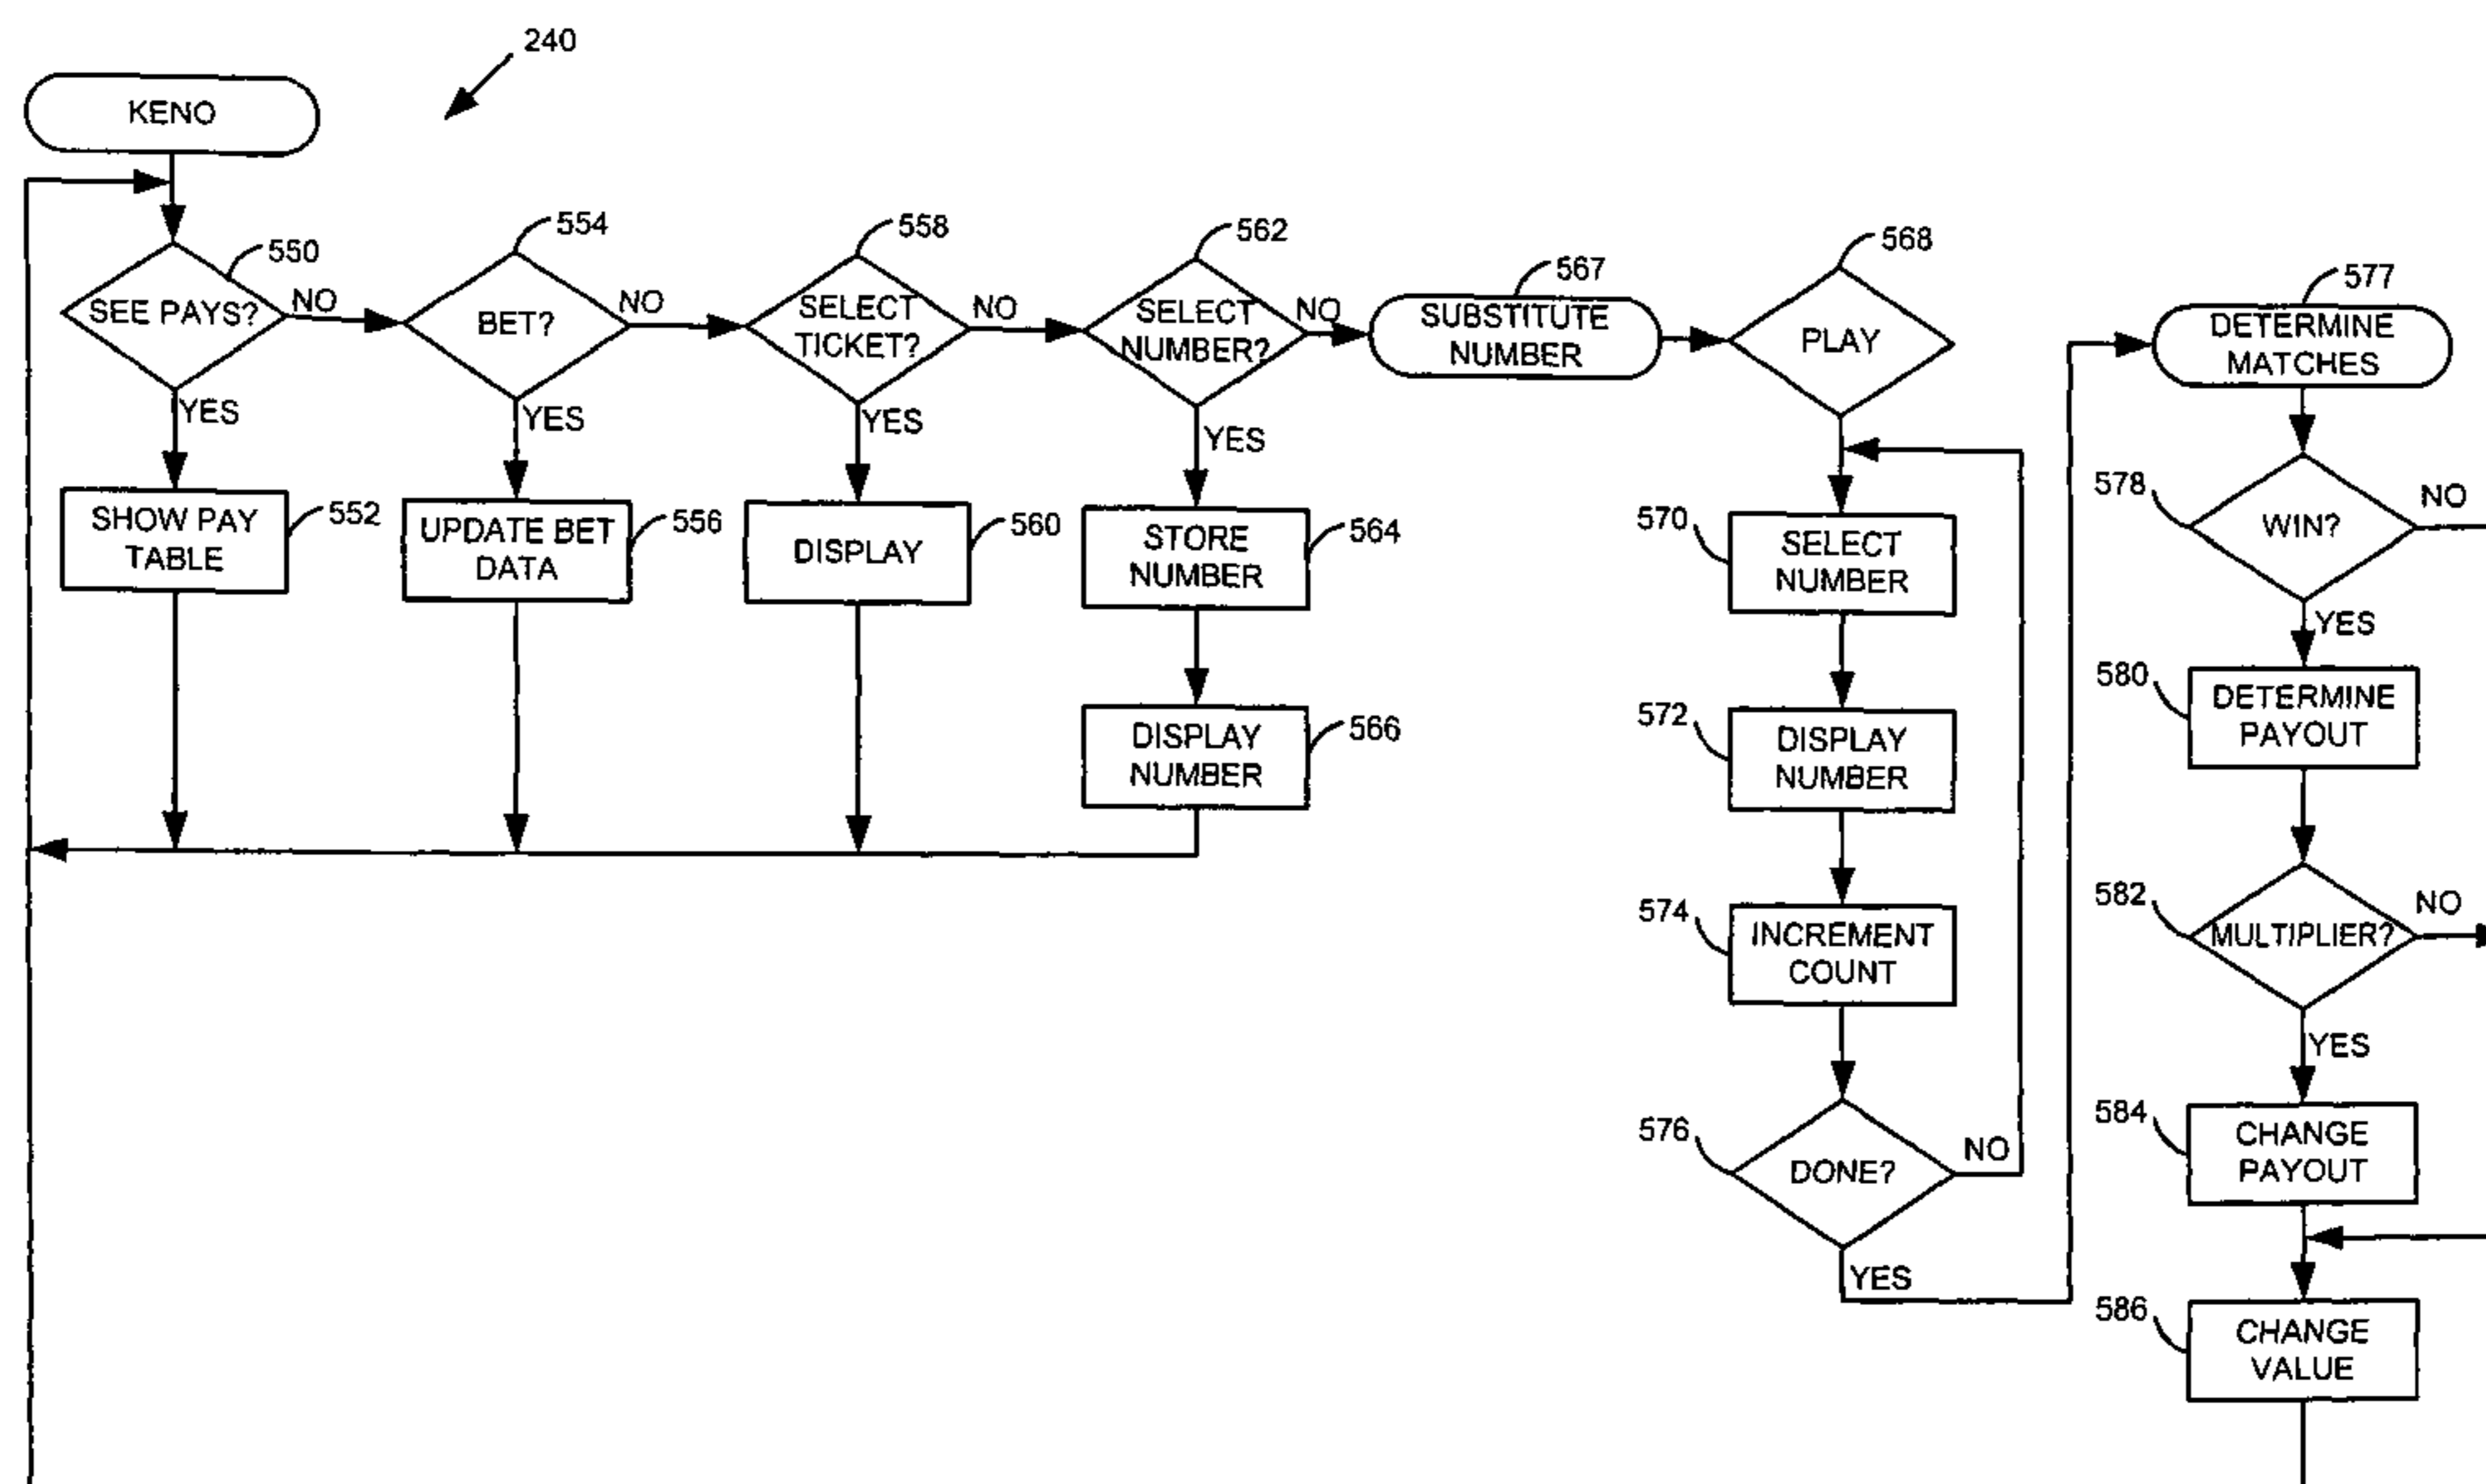 240
KENO
550
SEE PAYS?
NO
YES
SHOW PAY
TABLE
552
554
BET?
NO
YES
UPDATE BET
DATA
556
558
SELECT
TICKET?
NO
YES
DISPLAY
560
562
SELECT
NUMBER?
NO
YES
STORE
NUMBER
564
DISPLAY
NUMBER
566
567
SUBSTITUTE
NUMBER
568
PLAY
570
SELECT
NUMBER
572
DISPLAY
NUMBER
574
INCREMENT
COUNT
576
DONE?
NO
YES
577
DETERMINE
MATCHES
578
WIN?
NO
YES
580
DETERMINE
PAYOUT
582
MULTIPLIER?
NO
YES
584
CHANGE
PAYOUT
586
CHANGE
VALUE